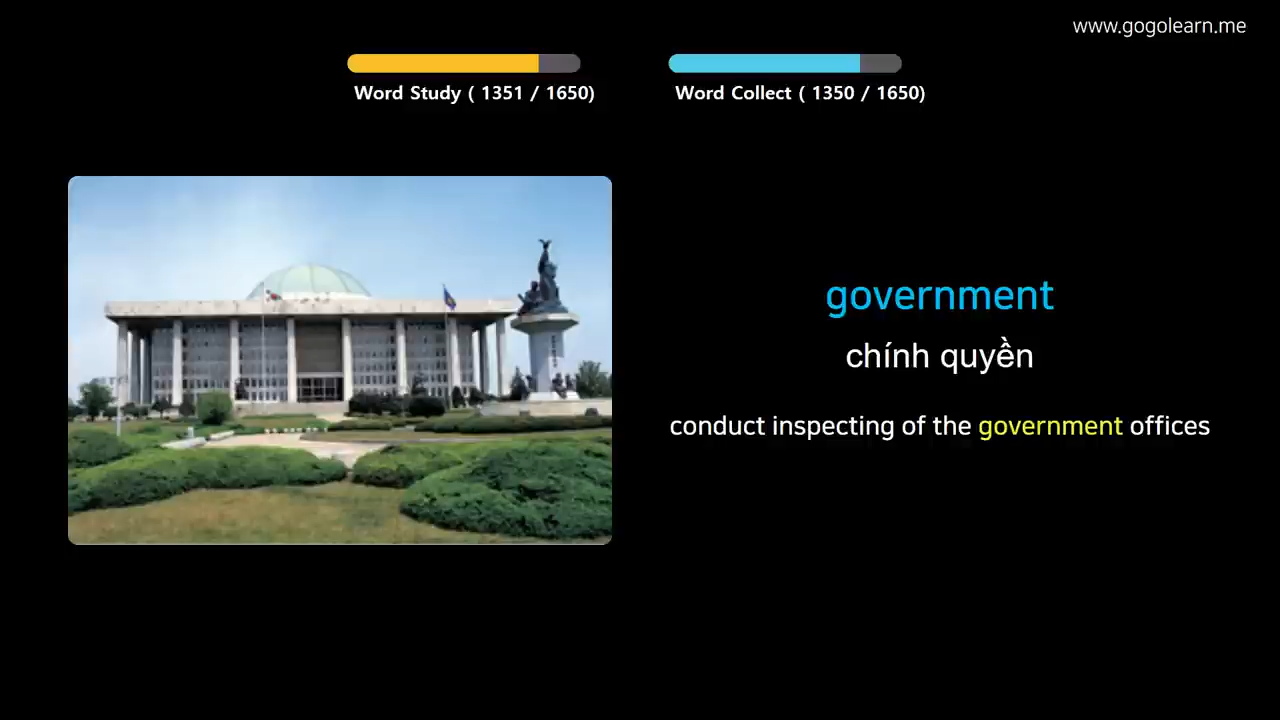 www.gogolearn.me
Word Study ( 1351 / 1650)
Word Collect ( 1350 / 1650)
government
chính quyền
conduct inspecting of the government offices